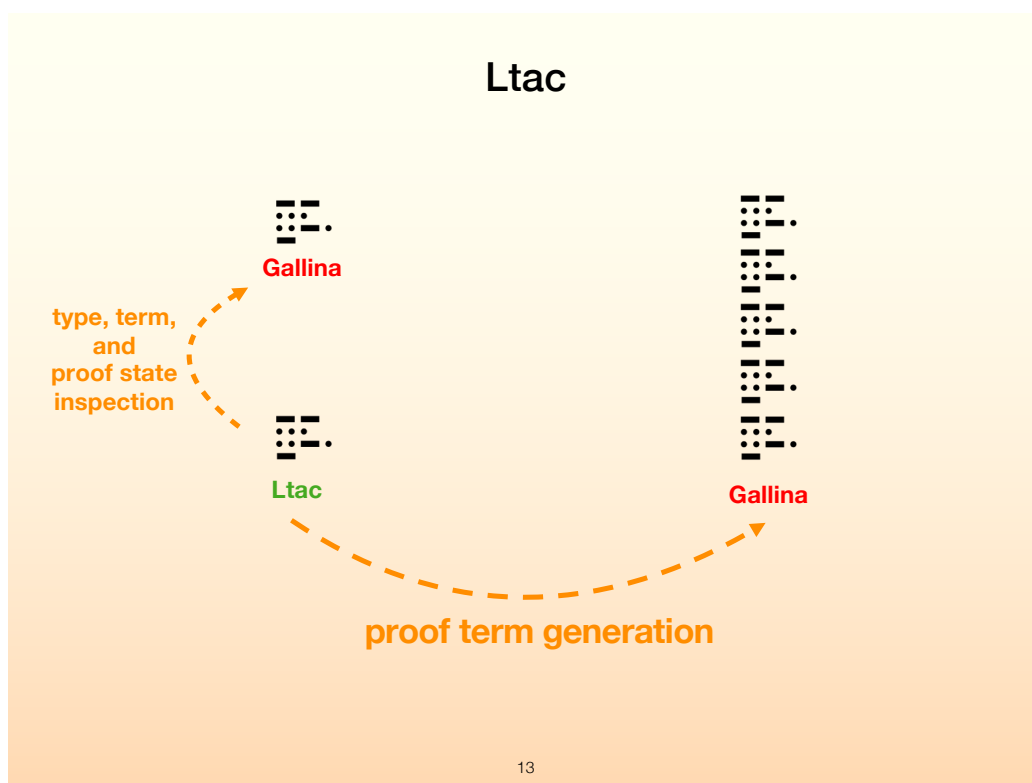 Ltac
Gallina
type, term,
and
proof state
inspection
Ltac
Gallina
proof term generation
13